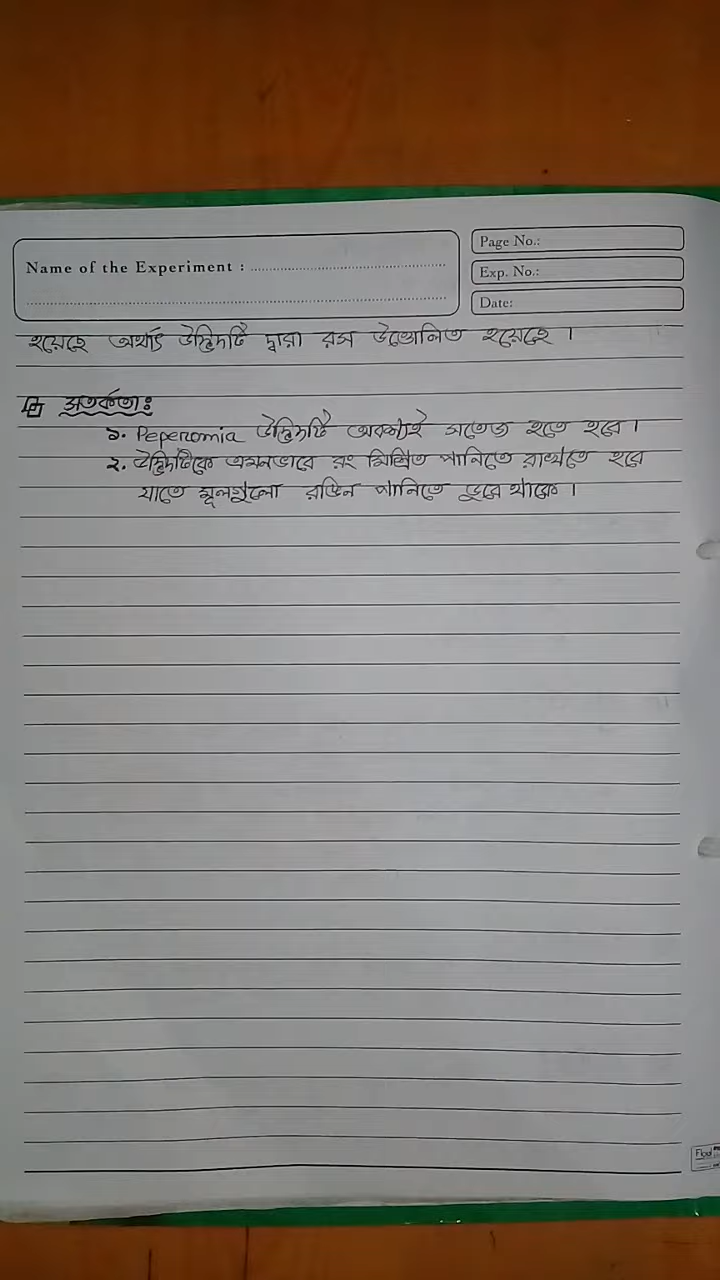 Name of the Experiment :
Page No.:
Exp. No.:
Date:
হয়েছে অর্থাৎ উদ্ভিদটি দ্বারা রস উত্তোলিত হয়েছে ।
সতর্কতাঃ
১. Peperomia উদ্ভিদটি অবশ্যই সতেজ হতে হবে ।
২. উদ্ভিদটিকে এমনভাবে রং মিশ্রিত পানিতে রাখতে হবে
যাতে মূলগুলো রঙিন পানিতে ডুবে থাকে ।